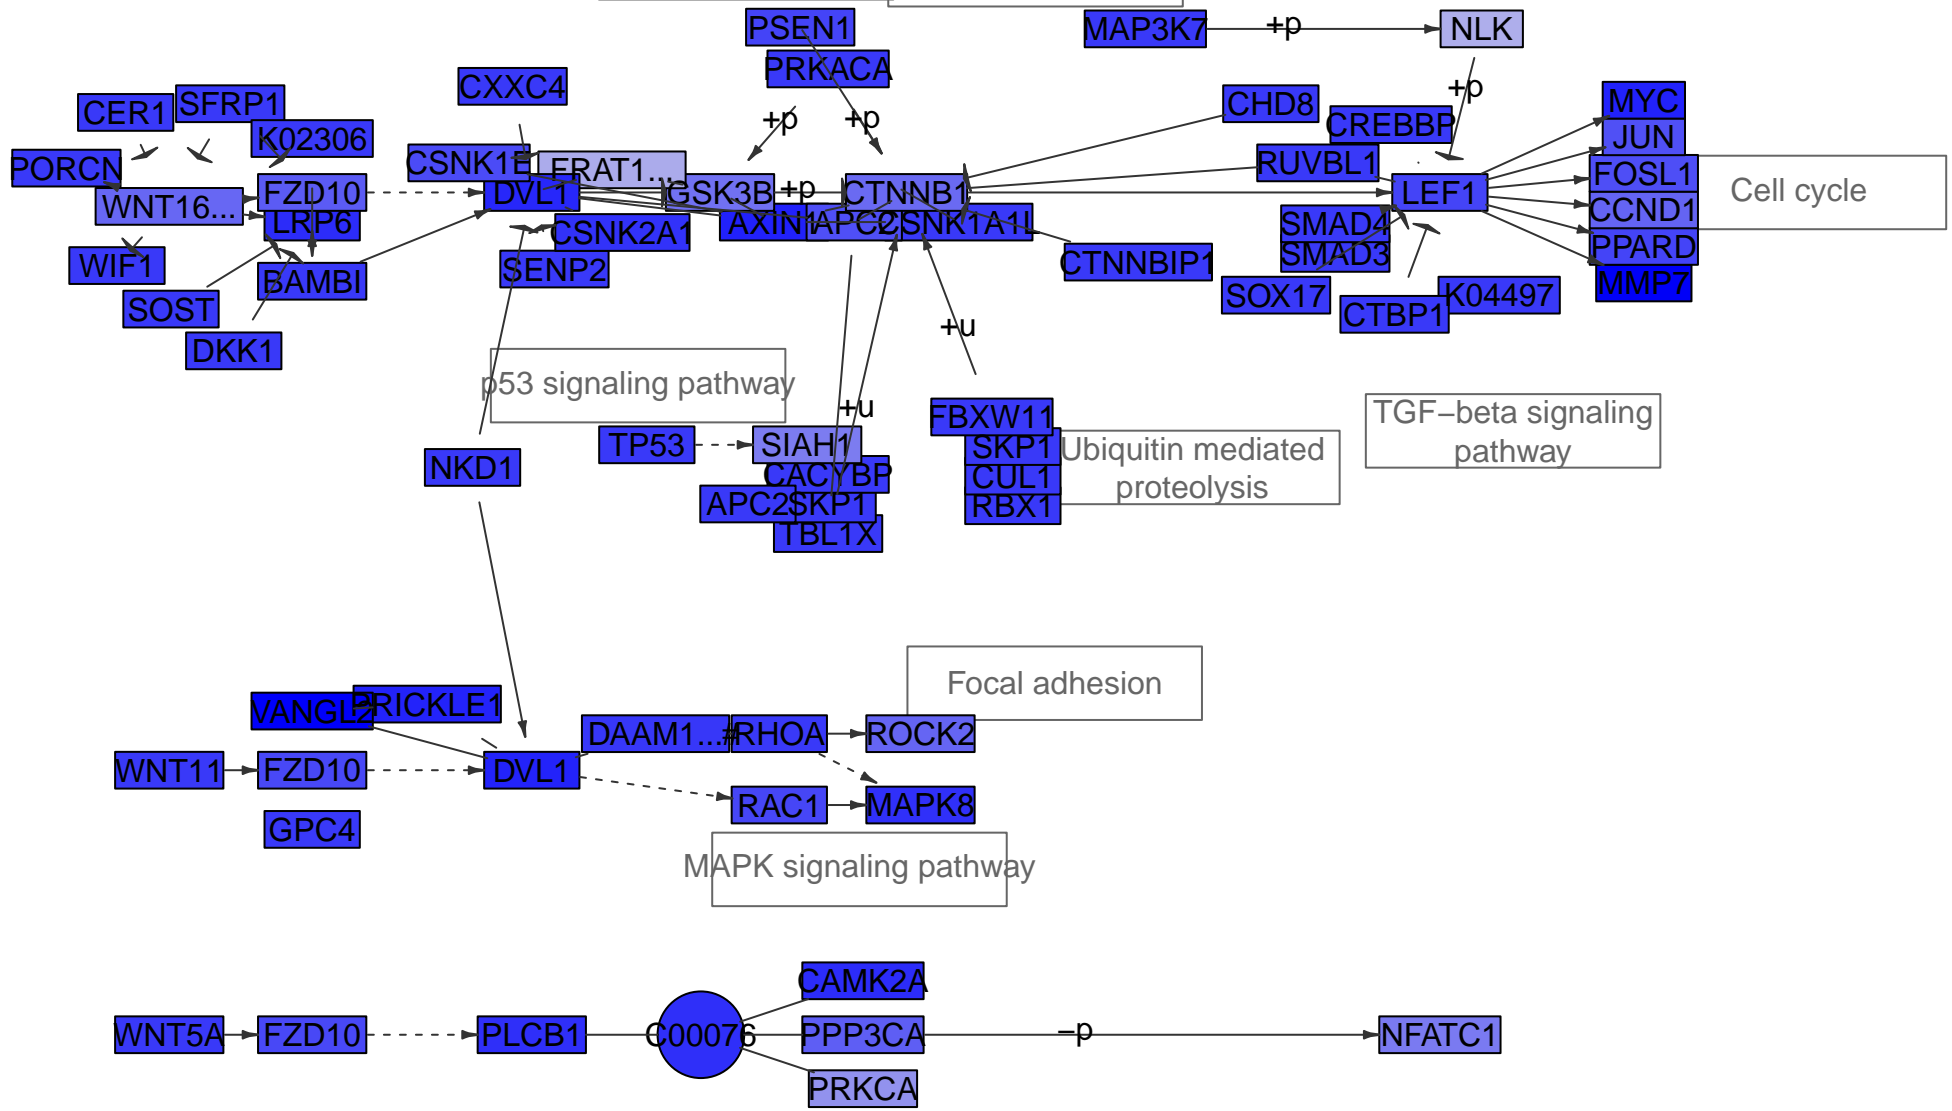 PSEN1
MAP3K7
+p
NLK
PRKACA
CXXC4
+p
CER1
SFRP1
CHD8
MYC
+p
+p
CREBBP
K02306
JUN
PORCN
CSNK1E
FRAT1...
RUVBL1
FOSL1
Cell cycle
WNT16...
FZD10
DVL1
GSK3B
+p
CTNNB1
LEF1
CCND1
LRP6
AXIN1
APC2
CSNK1A1L
SMAD4
CSNK2A1
PPARD
SMAD3
WIF1
SENP2
CTNNBIP1
BAMBI
MMP7
SOX17
K04497
SOST
CTBP1
+u
DKK1
p53 signaling pathway
+u
FBXW11
TGF−beta signaling
pathway
TP53
SIAH1
SKP1
Ubiquitin mediated
proteolysis
NKD1
CACYBP
CUL1
APC2
SKP1
RBX1
TBL1X
Focal adhesion
VANGL2
PRICKLE1
DAAM1...#
RHOA
ROCK2
WNT11
FZD10
DVL1
RAC1
MAPK8
GPC4
MAPK signaling pathway
CAMK2A
WNT5A
FZD10
PLCB1
C00076
PPP3CA
−p
NFATC1
PRKCA